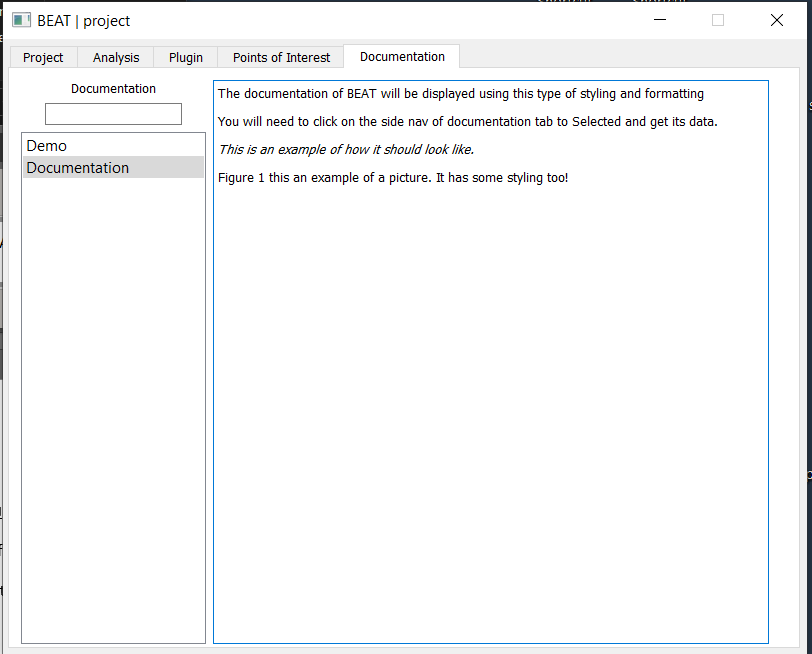 BEAT | project
Project Analysis Plugin Points of Interest Documentation
Documentation
Demo
Documentation
The documentation of BEAT will be displayed using this type of styling and formatting
You will need to click on the side nav of documentation tab to Selected and get its data.
This is an example of how it should look like.
Figure 1 this an example of a picture. It has some styling too!